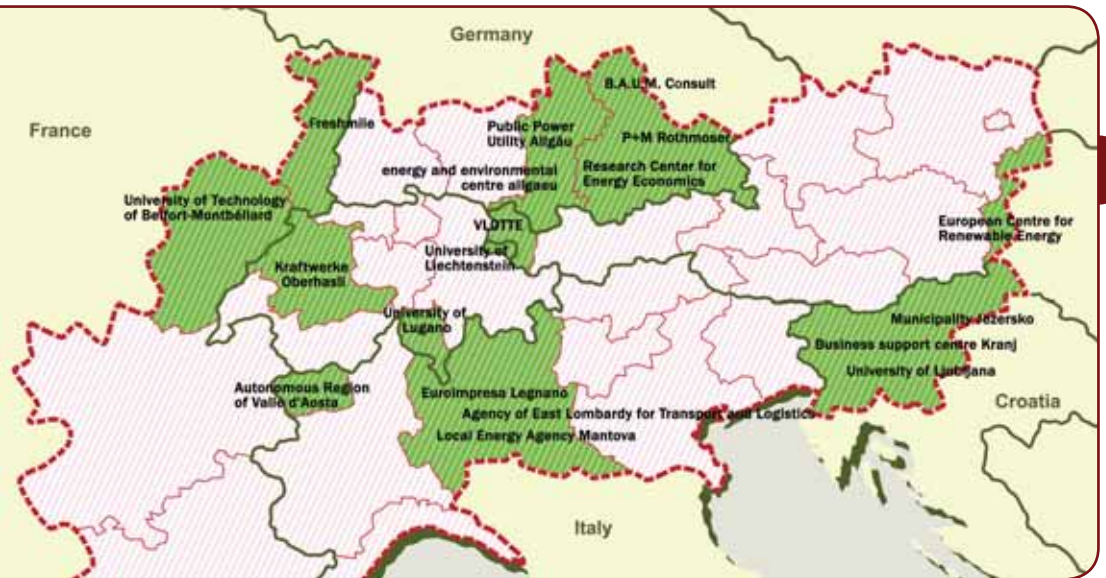 Germany
France
B.A.U.M. Consult
Freshmile
Public Power
Utility Allgäu
P+M Rothmoser
energy and environmental
centre allgaeu
Research Center for
Energy Economics
University of Technology
of Belfort-Montbéliard
VLOTTE
European Centre for
Renewable Energy
University of
Liechtenstein
Kraftwerke
Oberhasli
University of
Lugano
Municipality Jezersko
Business support centre Kranj
University of Ljubljana
Autonomous Region
of Valle d'Aosta
Euroimpresa Legnano
Croatia
Agency of East Lombardy for Transport and Logistics
Local Energy Agency Mantova
Italy